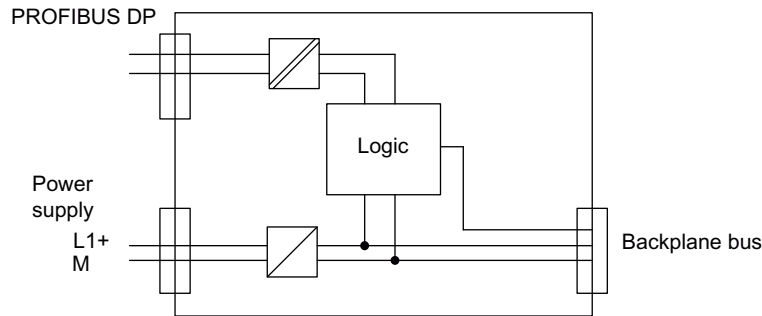 PROFIBUS DP
Logic
Power
supply
L1+
M
Backplane bus